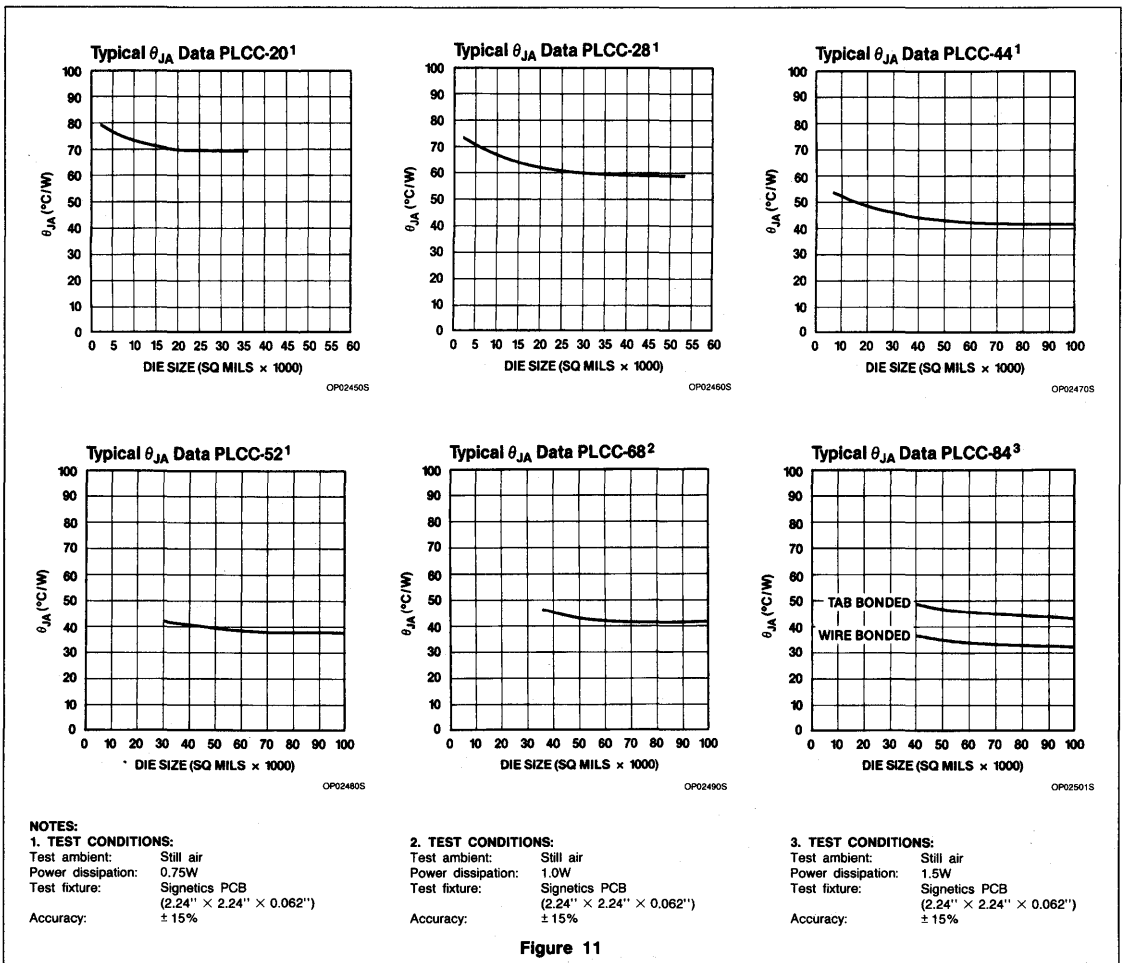 Typical θJA Data PLCC-20¹
100
90
80
70
60
50
40
30
20
10
0
θJA (°C/W)
0 5 10 15 20 25 30 35 40 45 50 55 60
DIE SIZE (SQ MILS × 1000)
OP02450S
Typical θJA Data PLCC-28¹
100
90
80
70
60
50
40
30
20
10
0
θJA (°C/W)
0 5 10 15 20 25 30 35 40 45 50 55 60
DIE SIZE (SQ MILS × 1000)
OP02460S
Typical θJA Data PLCC-44¹
100
90
80
70
60
50
40
30
20
10
0
θJA (°C/W)
0 10 20 30 40 50 60 70 80 90 100
DIE SIZE (SQ MILS × 1000)
OP02470S
Typical θJA Data PLCC-52¹
100
90
80
70
60
50
40
30
20
10
0
θJA (°C/W)
0 10 20 30 40 50 60 70 80 90 100
DIE SIZE (SQ MILS × 1000)
OP02480S
Typical θJA Data PLCC-68²
100
90
80
70
60
50
40
30
20
10
0
θJA (°C/W)
0 10 20 30 40 50 60 70 80 90 100
DIE SIZE (SQ MILS × 1000)
OP02490S
Typical θJA Data PLCC-84³
100
90
80
70
60
50
40
30
20
10
0
θJA (°C/W)
TAB BONDED
WIRE BONDED
0 10 20 30 40 50 60 70 80 90 100
DIE SIZE (SQ MILS × 1000)
OP02501S
NOTES:
1. TEST CONDITIONS:
Test ambient: Still air
Power dissipation: 0.75W
Test fixture: Signetics PCB
(2.24'' × 2.24'' × 0.062'')
Accuracy: ± 15%
2. TEST CONDITIONS:
Test ambient: Still air
Power dissipation: 1.0W
Test fixture: Signetics PCB
(2.24'' × 2.24'' × 0.062'')
Accuracy: ± 15%
3. TEST CONDITIONS:
Test ambient: Still air
Power dissipation: 1.5W
Test fixture: Signetics PCB
(2.24'' × 2.24'' × 0.062'')
Accuracy: ± 15%
Figure 11